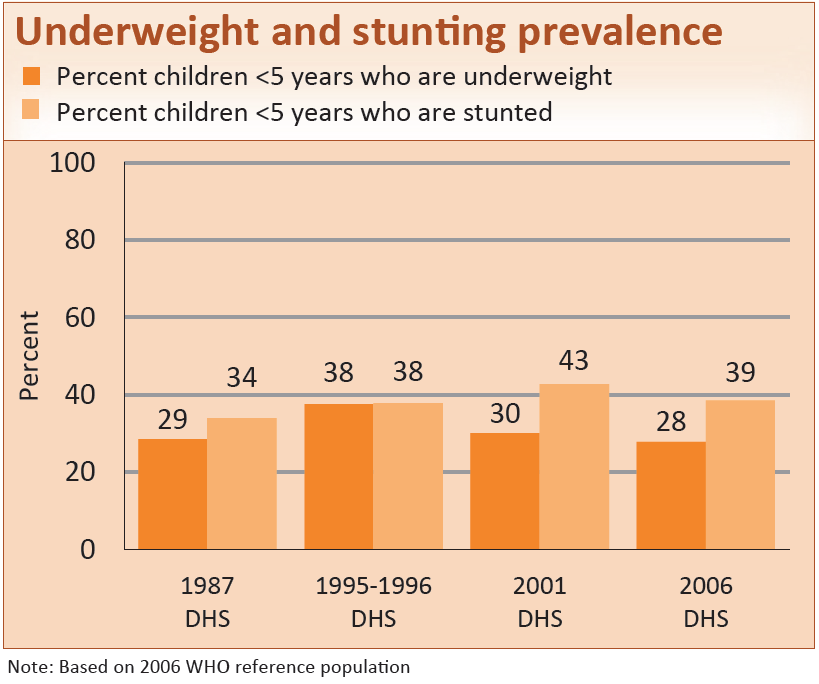 Underweight and stunting prevalence
Percent children <5 years who are underweight
Percent children <5 years who are stunted
100
80
60
40
20
0
Percent
29
34
38
38
30
43
28
39
1987
DHS
1995-1996
DHS
2001
DHS
2006
DHS
Note: Based on 2006 WHO reference population